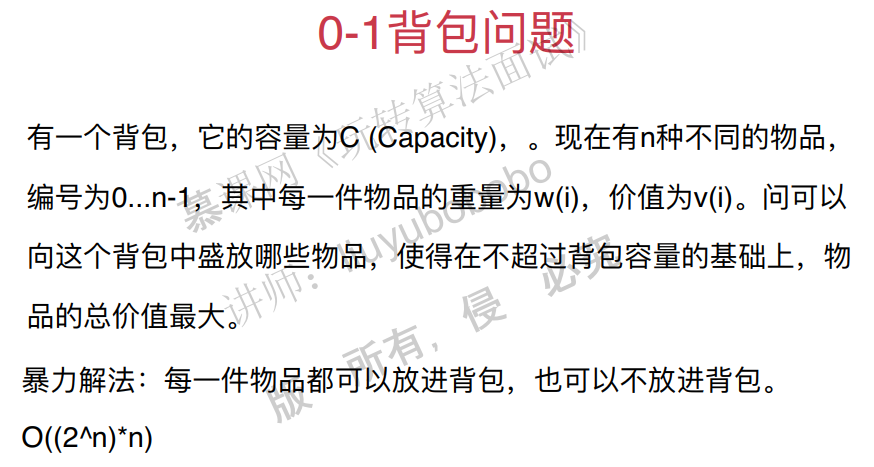 0-1背包问题
有一个背包，它的容量为C (Capacity)，。现在有n种不同的物品，
编号为0...n-1，其中每一件物品的重量为w(i)，价值为v(i)。问可以
向这个背包中盛放哪些物品，使得在不超过背包容量的基础上，物
品的总价值最大。
暴力解法：每一件物品都可以放进背包，也可以不放进背包。
O((2^n)*n)
慕课网《玩转算法面试》
讲师：liuyubobobo
版 所有，侵 必究